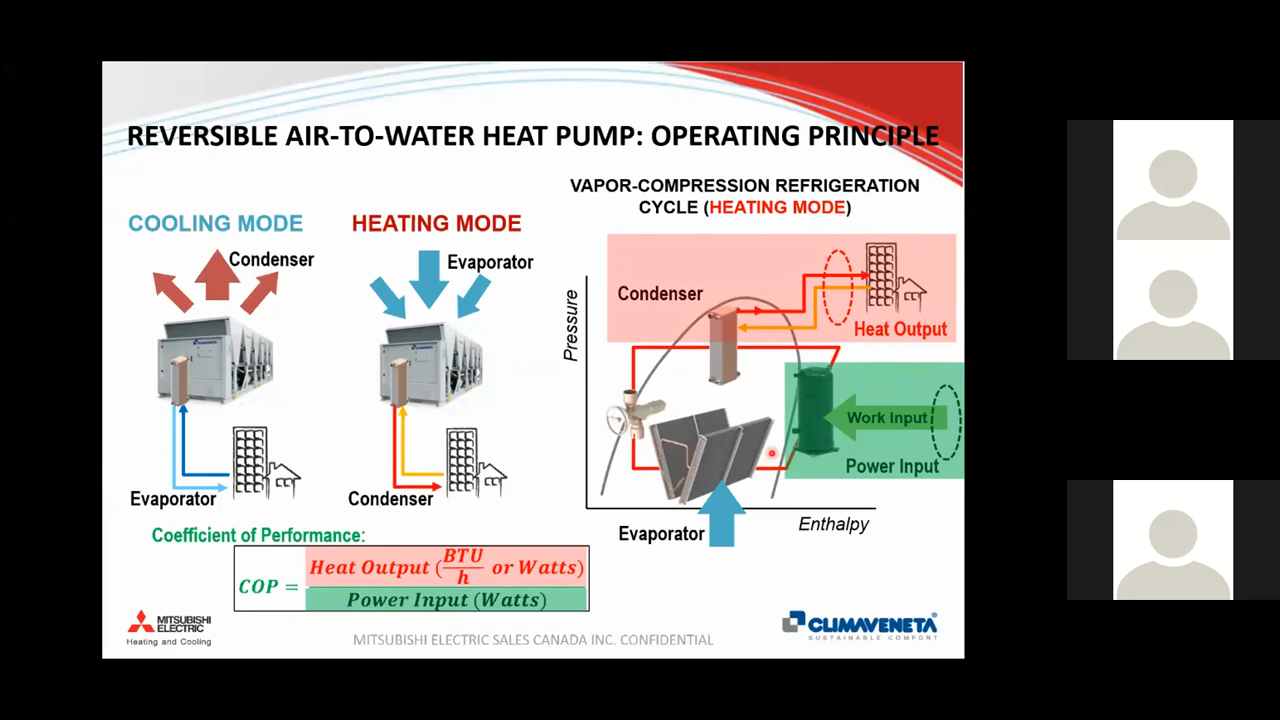 REVERSIBLE AIR-TO-WATER HEAT PUMP: OPERATING PRINCIPLE
VAPOR-COMPRESSION REFRIGERATION
CYCLE (HEATING MODE)
COOLING MODE
HEATING MODE
Condenser
Evaporator
CLIMAVENETA
CLIMAVENETA
Evaporator
Condenser
Pressure
Condenser
Heat Output
Work Input
Power Input
Evaporator
Enthalpy
Coefficient of Performance:
COP = Heat Output (BTU/h or Watts)
Power Input (Watts)
MITSUBISHI
ELECTRIC
Heating and Cooling
MITSUBISHI ELECTRIC SALES CANADA INC. CONFIDENTIAL
CLIMAVENETA
SUSTAINABLE COMFORT